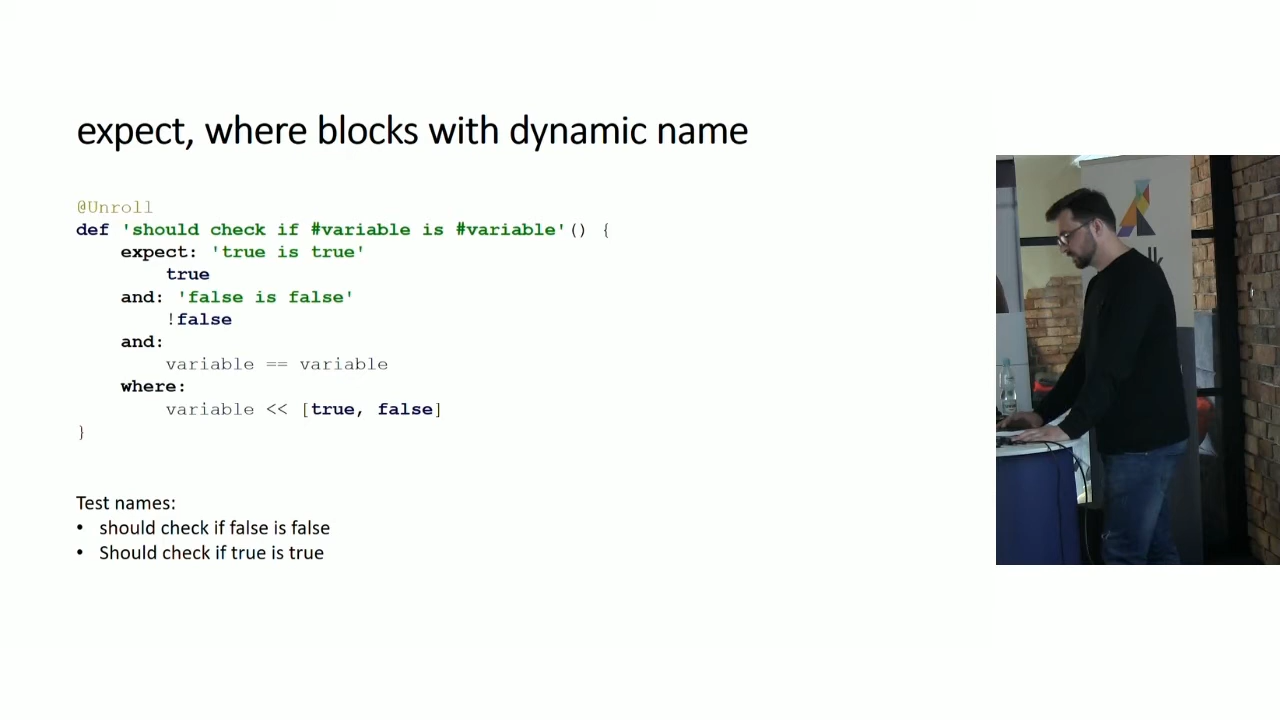 expect, where blocks with dynamic name
@Unroll
def 'should check if #variable is #variable'() {
expect: 'true is true'
true
and: 'false is false'
!false
and:
variable == variable
where:
variable << [true, false]
}
Test names:
• should check if false is false
• Should check if true is true